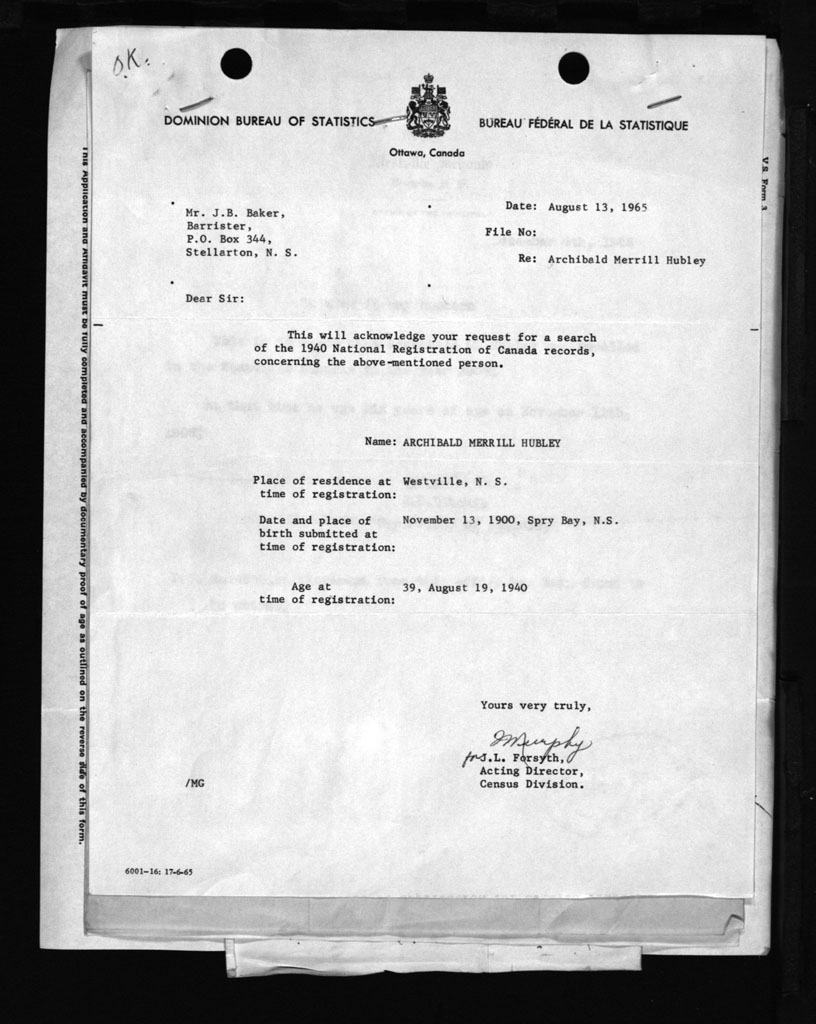 O.K.
DOMINION BUREAU OF STATISTICS
BUREAU FÉDÉRAL DE LA STATISTIQUE
Ottawa, Canada
Mr. J.B. Baker,
Barrister,
P.O. Box 344,
Stellarton, N. S.
Date: August 13, 1965
File No:
Re: Archibald Merrill Hubley
Dear Sir:
This will acknowledge your request for a search
of the 1940 National Registration of Canada records,
concerning the above-mentioned person.
Name: ARCHIBALD MERRILL HUBLEY
Place of residence at Westville, N. S.
time of registration:
Date and place of November 13, 1900, Spry Bay, N.S.
birth submitted at
time of registration:
Age at 39, August 19, 1940
time of registration:
Yours very truly,
JMurphy
for J.L. Forsyth,
Acting Director,
Census Division.
/MG
6001-16: 17-6-65
This Application and Affidavit must be fully completed and accompanied by documentary proof of age as outlined on the reverse side of this form.
V.S. Form 3